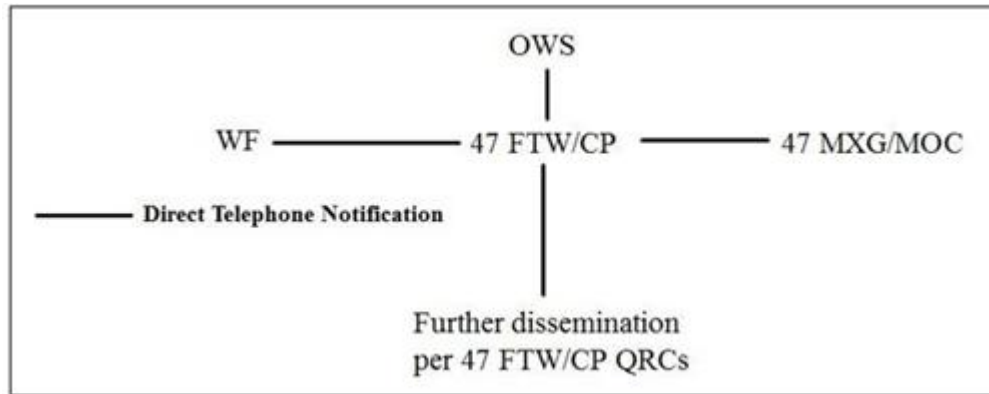 OWS
WF
47 FTW/CP
47 MXG/MOC
Direct Telephone Notification
Further dissemination
per 47 FTW/CP QRCs